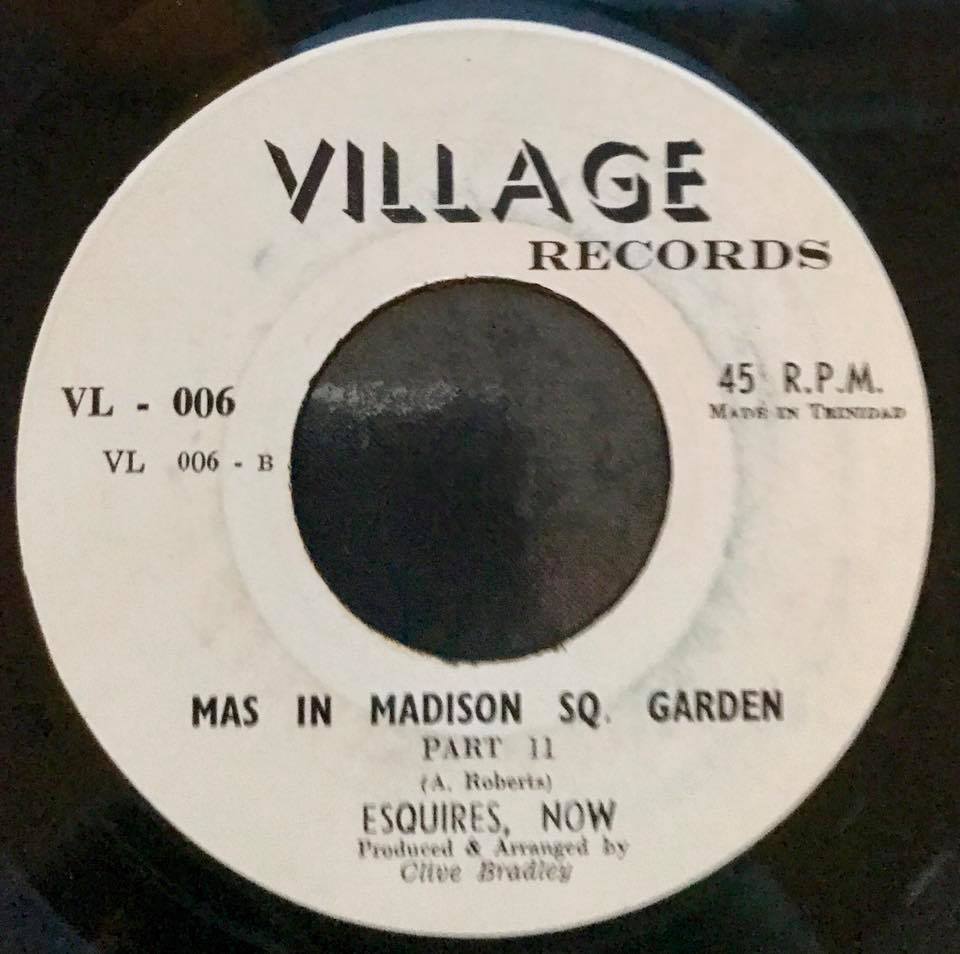 VILLAGE
RECORDS
VL - 006
45 R.P.M.
MADE IN TRINIDAD
VL 006 - B
MAS IN MADISON SQ. GARDEN
PART 11
(A. Roberts)
ESQUIRES, NOW
Produced & Arranged by
Clive Bradley